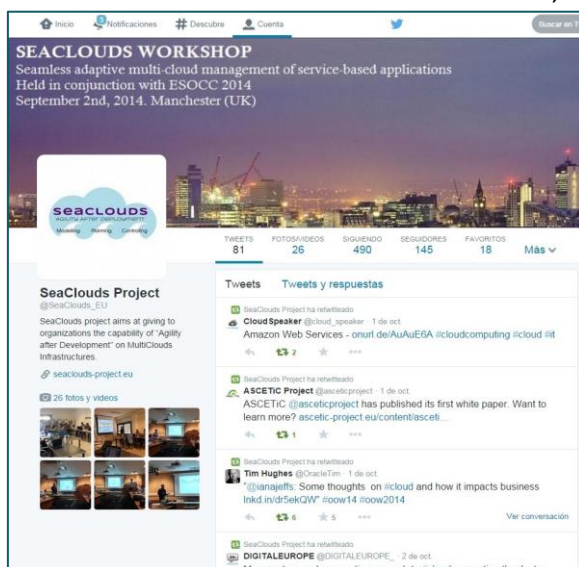 Inicio Notificaciones Descubre Cuenta Buscar en T
SEACLOUDS WORKSHOP
Seamless adaptive multi-cloud management of service-based applications
Held in conjunction with ESOCC 2014
September 2nd, 2014. Manchester (UK)
SEACLOUDS
AGILITY AFTER DEPLOYMENT
Modeling Planning Controlling
TWEETS FOTOS/VIDEOS SIGUIENDO SEGUIDORES FAVORITOS
81 26 490 145 18 Más
SeaClouds Project
@SeaClouds_EU
SeaClouds project aims at giving to
organizations the capability of "Agility
after Development" on MultiClouds
Infrastructures.
seaclouds-project.eu
26 fotos y videos
Tweets Tweets y respuestas
SeaClouds Project ha retwitteado
CloudSpeaker @cloud_speaker · 1 de oct.
Amazon Web Services - onurl.de/AuAuE6A #cloudcomputing #cloud #it
2
SeaClouds Project ha retwitteado
ASCETiC Project @asceticproject · 1 de oct.
ASCETiC @asceticproject has published its first white paper. Want to
learn more? ascetic-project.eu/content/asceti...
1
SeaClouds Project ha retwitteado
Tim Hughes @OracleTim · 1 de oct.
"@ianajeffs: Some thoughts on #cloud and how it impacts business
lnkd.in/dr5ekQW" #oow14 #oow2014
6 5 Ver conversación
SeaClouds Project ha retwitteado
DIGITALEUROPE @DIGITALEUROPE_ · 2 de oct.